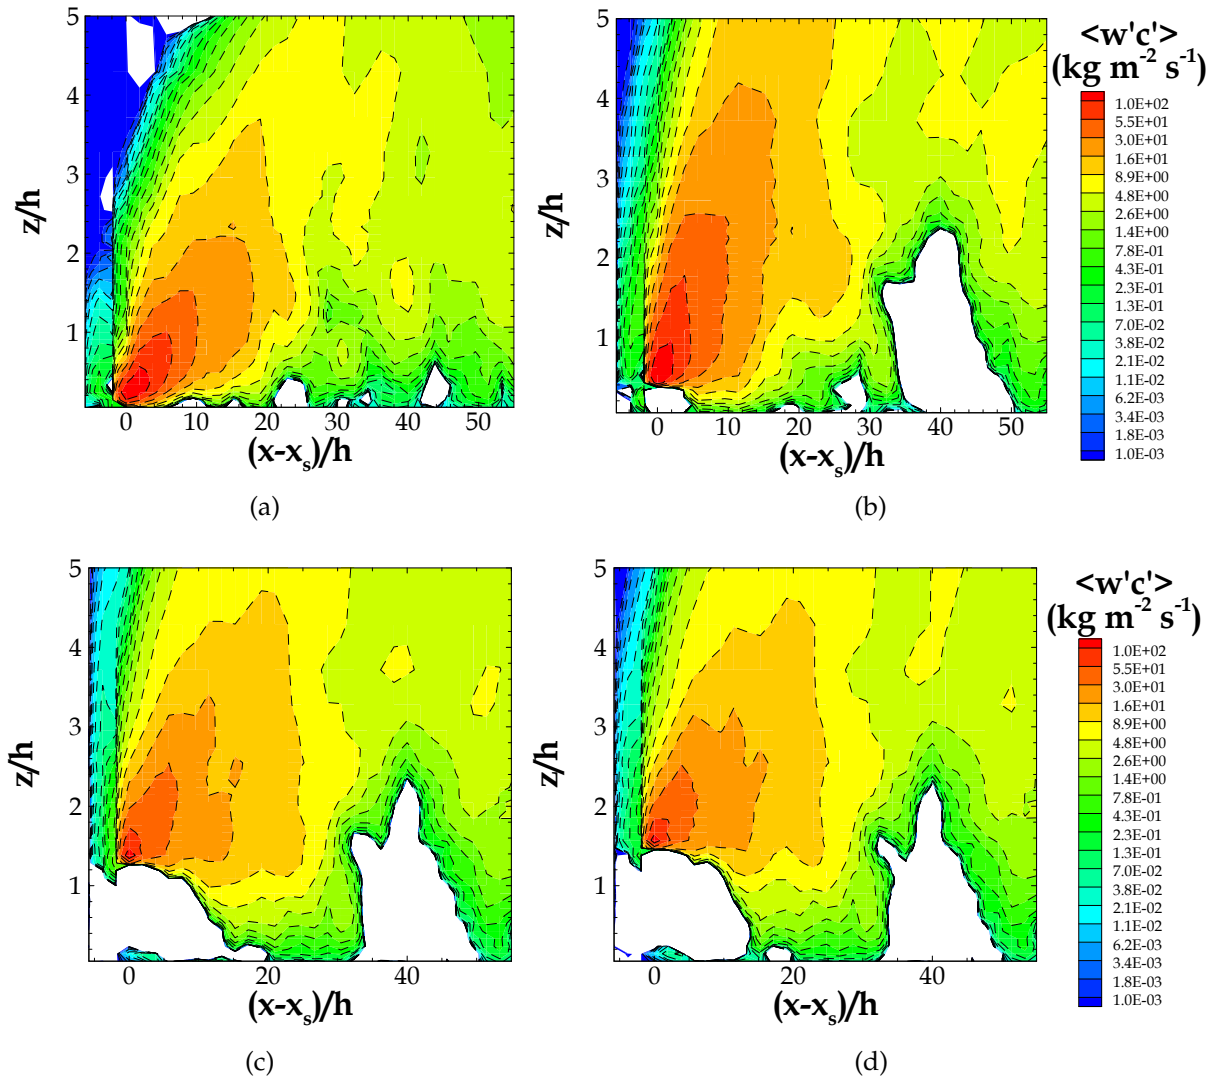 5
4
3
2
1
z/h
0 10 20 30 40 50
(x-xs)/h
(a)
5
4
3
2
1
z/h
0 10 20 30 40 50
(x-xs)/h
(b)
<w'c'>
(kg m-2 s-1)
1.0E+02
5.5E+01
3.0E+01
1.6E+01
8.9E+00
4.8E+00
2.6E+00
1.4E+00
7.8E-01
4.3E-01
2.3E-01
1.3E-01
7.0E-02
3.8E-02
2.1E-02
1.1E-02
6.2E-03
3.4E-03
1.8E-03
1.0E-03
5
4
3
2
1
z/h
0 20 40
(x-xs)/h
(c)
5
4
3
2
1
z/h
0 20 40
(x-xs)/h
(d)
<w'c'>
(kg m-2 s-1)
1.0E+02
5.5E+01
3.0E+01
1.6E+01
8.9E+00
4.8E+00
2.6E+00
1.4E+00
7.8E-01
4.3E-01
2.3E-01
1.3E-01
7.0E-02
3.8E-02
2.1E-02
1.1E-02
6.2E-03
3.4E-03
1.8E-03
1.0E-03